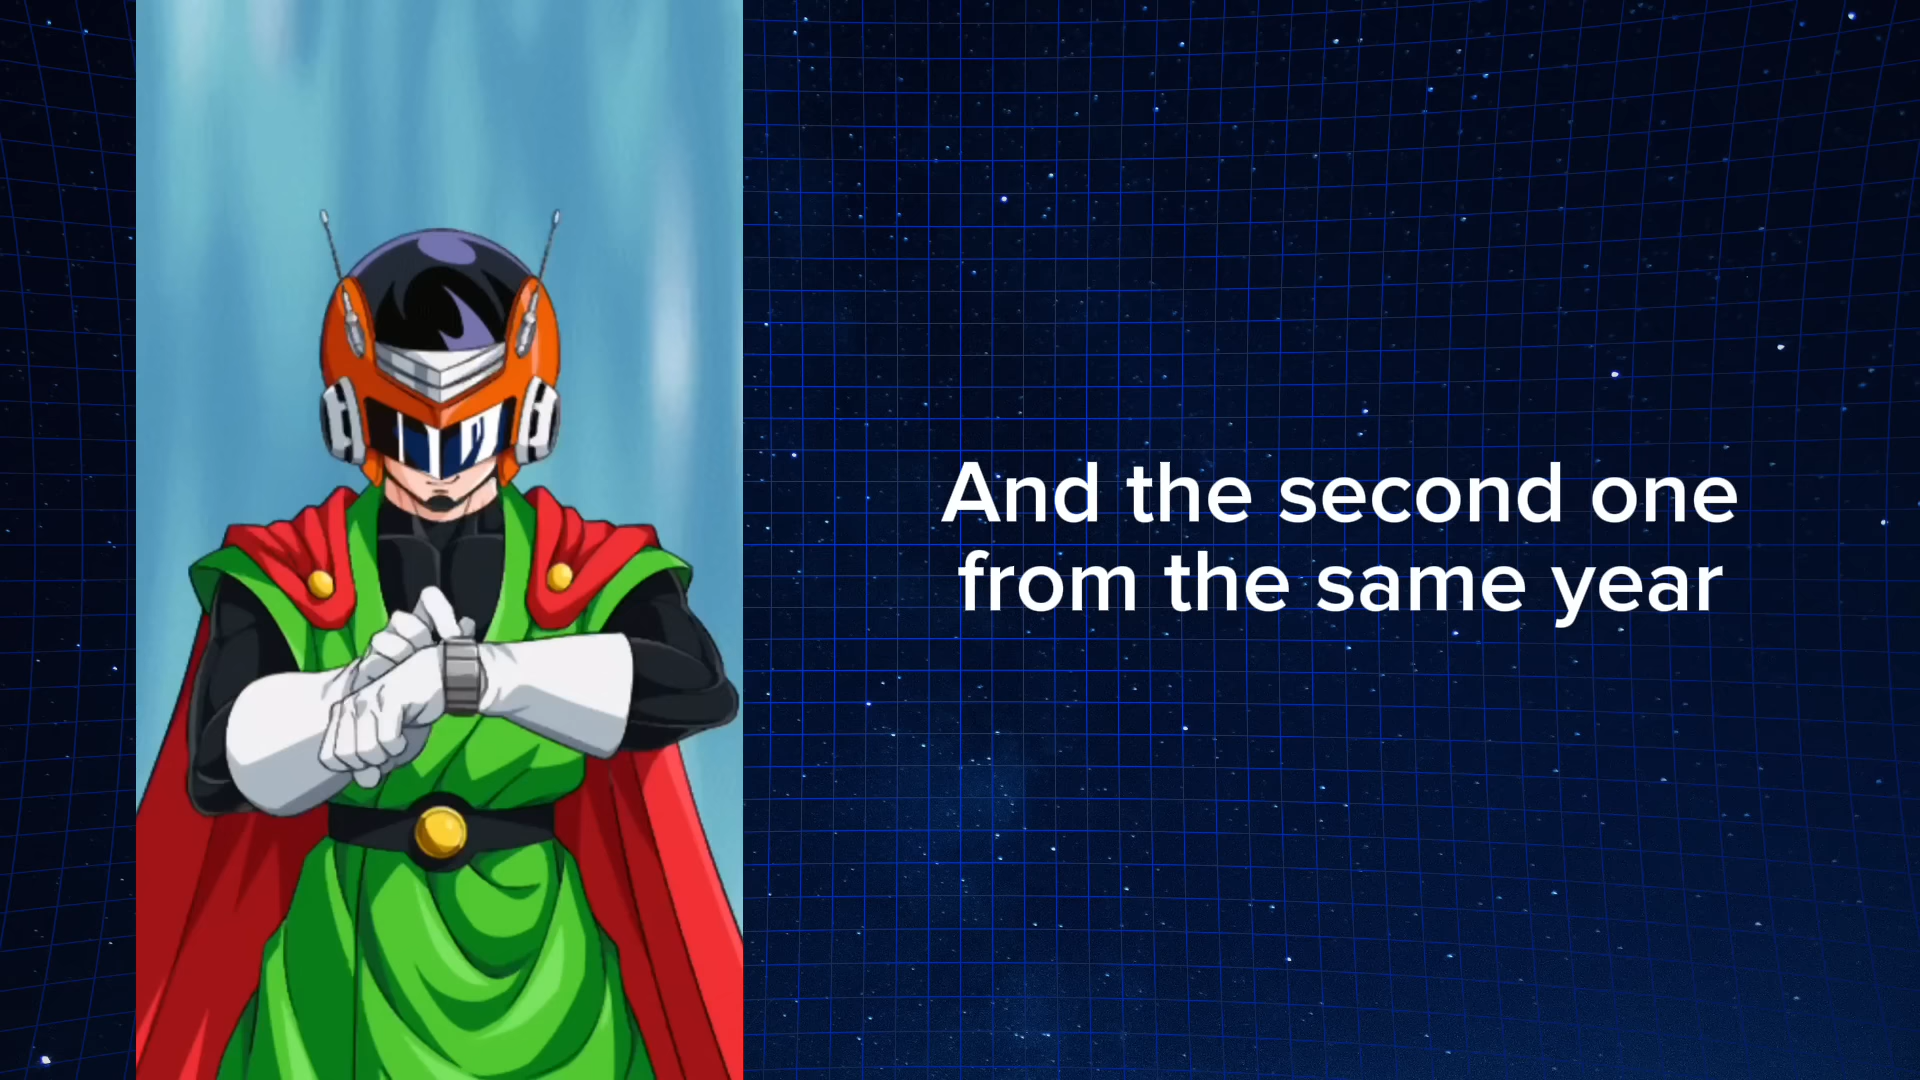 And the second one
from the same year